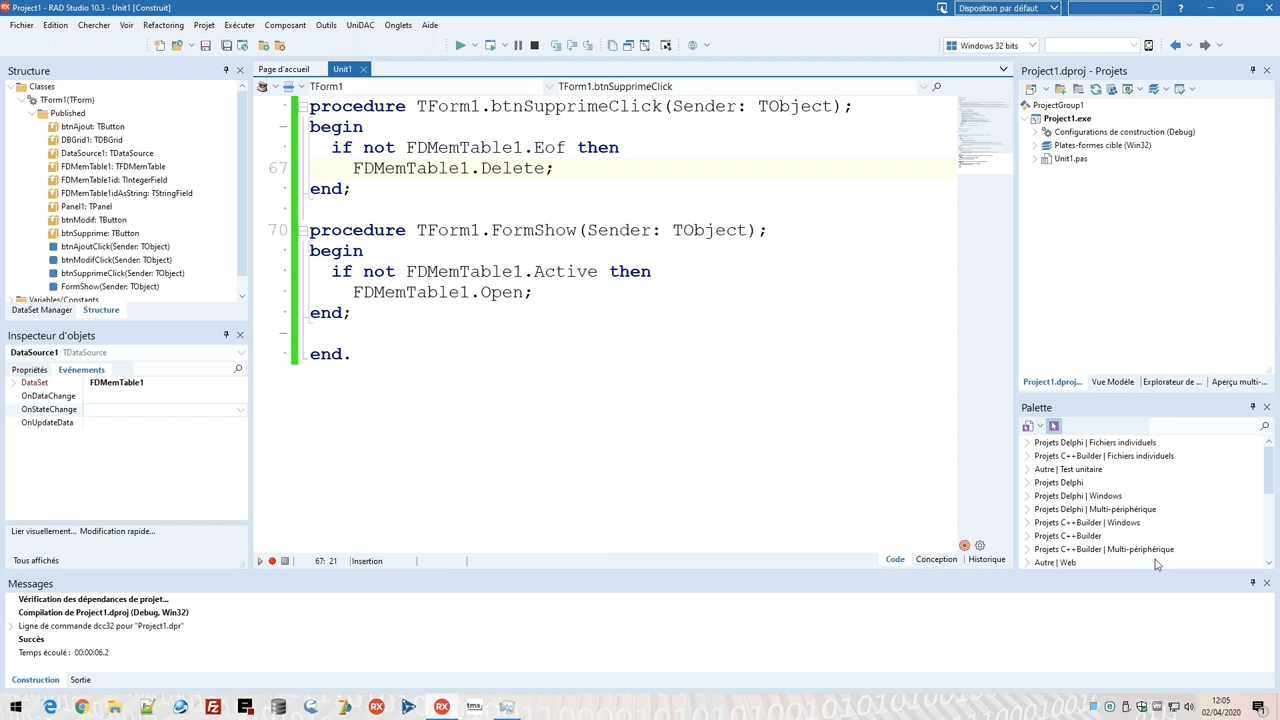 Project1 - RAD Studio 10.3 - Unit1 [Construit]
Disposition par défaut
?
Fichier Edition Chercher Voir Refactoring Projet Exécuter Composant Outils UniDAC Onglets Aide
Windows 32 bits
Structure
Classes
TForm1(TForm)
Published
btnAjout: TButton
DBGrid1: TDBGrid
DataSource1: TDataSource
FDMemTable1: TFDMemTable
FDMemTable1id: TIntegerField
FDMemTable1idAsString: TStringField
Panel1: TPanel
btnModif: TButton
btnSupprime: TButton
btnAjoutClick(Sender: TObject)
btnModifClick(Sender: TObject)
btnSupprimeClick(Sender: TObject)
FormShow(Sender: TObject)
Variables/Constants
DataSet Manager Structure
Inspecteur d'objets
DataSource1 TDataSource
Propriétés Evénements
DataSet FDMemTable1
OnDataChange
OnStateChange
OnUpdateData
Lier visuellement... Modification rapide...
Tous affichés
Page d'accueil Unit1
TForm1 TForm1.btnSupprimeClick
procedure TForm1.btnSupprimeClick(Sender: TObject);
begin
if not FDMemTable1.Eof then
FDMemTable1.Delete;
end;
70 procedure TForm1.FormShow(Sender: TObject);
begin
if not FDMemTable1.Active then
FDMemTable1.Open;
end;
end.
67: 21 Insertion
Code Conception Historique
Project1.dproj - Projets
ProjectGroup1
Project1.exe
Configurations de construction (Debug)
Plates-formes cible (Win32)
Unit1.pas
Project1.dproj... Vue Modèle Explorateur de ... Aperçu multi-...
Palette
Projets Delphi | Fichiers individuels
Projets C++Builder | Fichiers individuels
Autre | Test unitaire
Projets Delphi
Projets Delphi | Windows
Projets Delphi | Multi-périphérique
Projets C++Builder | Windows
Projets C++Builder
Projets C++Builder | Multi-périphérique
Autre | Web
Messages
Vérification des dépendances de projet...
Compilation de Project1.dproj (Debug, Win32)
Ligne de commande dcc32 pour "Project1.dpr"
Succès
Temps écoulé : 00:00:06.2
Construction Sortie
RX
RX
tms
12:05
02/04/2020